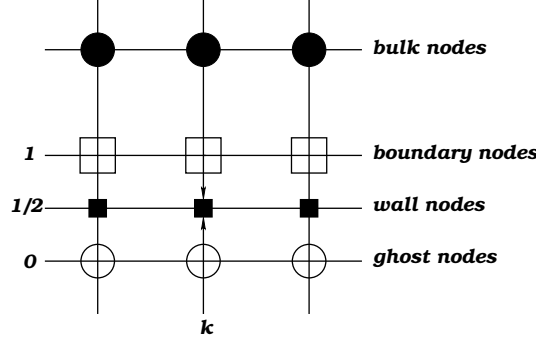 bulk nodes
1 boundary nodes
1/2 wall nodes
0 ghost nodes
k